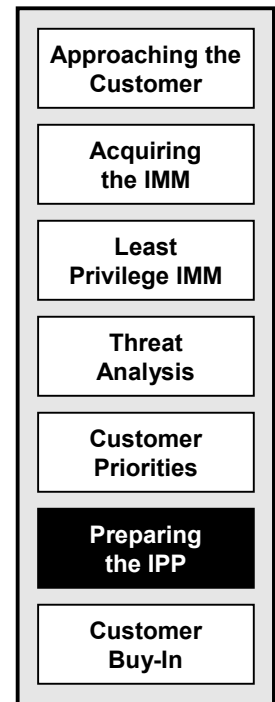 Approaching the
Customer
Acquiring
the IMM
Least
Privilege IMM
Threat
Analysis
Customer
Priorities
Preparing
the IPP
Customer
Buy-In